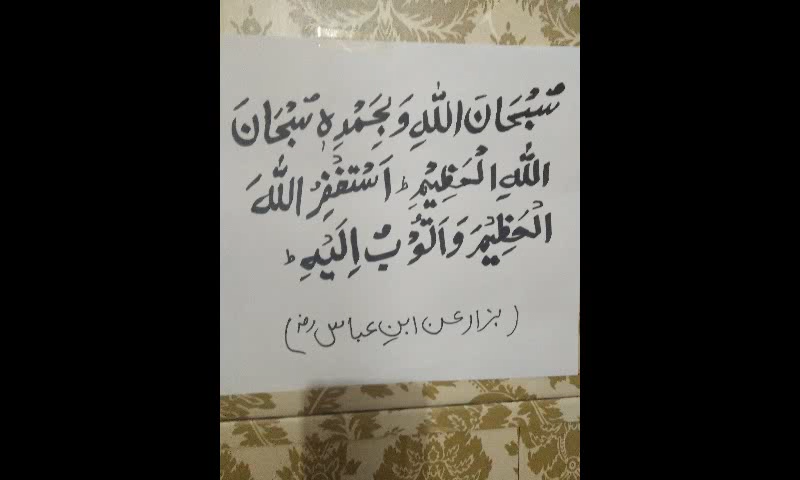 سُبْحَانَ اللّٰهِ وَبِحَمْدِهٖ سُبْحَانَ
اللّٰهِ الْعَظِيْمِ ؕ اَسْتَغْفِرُ اللّٰهَ
الْعَظِيْمَ وَاَتُوْبُ اِلَيْهِ ؕ
(بزار عن ابنِ عباس رضؓ)